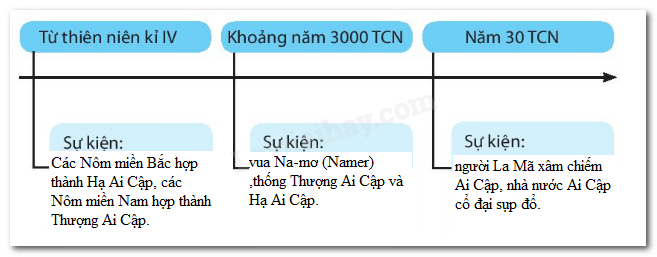 Từ thiên niên kỉ IV
Khoảng năm 3000 TCN
Năm 30 TCN
Sự kiện:
Các Nôm miền Bắc hợp
thành Hạ Ai Cập, các
Nôm miền Nam hợp thành
Thượng Ai Cập.
Sự kiện:
vua Na-mơ (Namer)
,thống Thượng Ai Cập và
Hạ Ai Cập.
Sự kiện:
người La Mã xâm chiếm
Ai Cập, nhà nước Ai Cập
cổ đại sụp đổ.